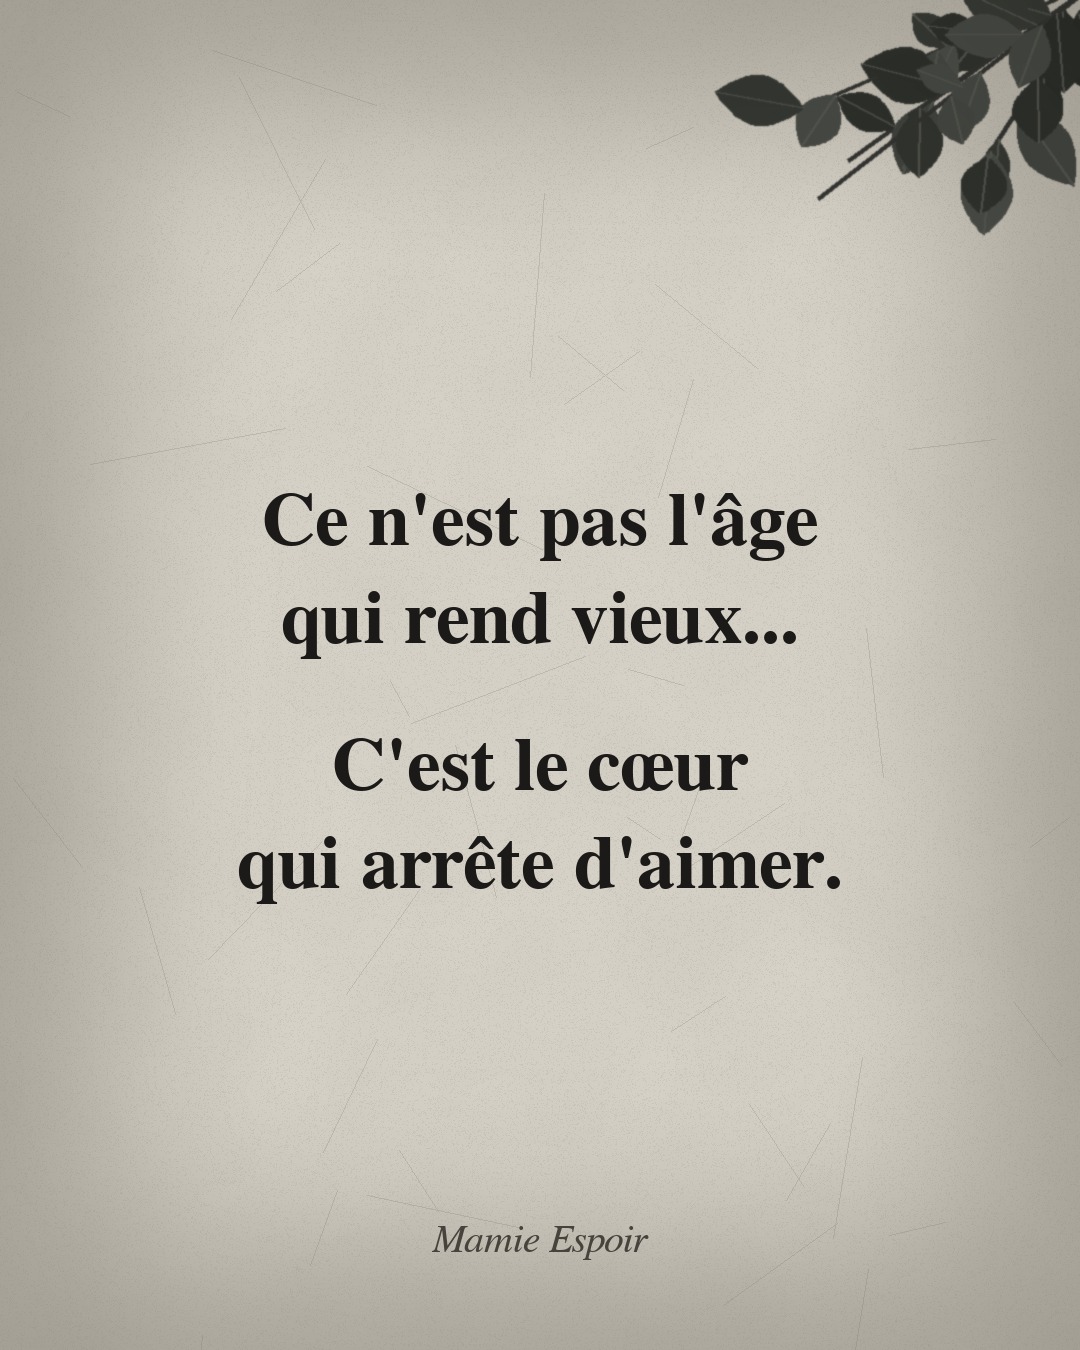 Ce n'est pas l'âge
qui rend vieux...
C'est le cœur
qui arrête d'aimer.
Mamie Espoir